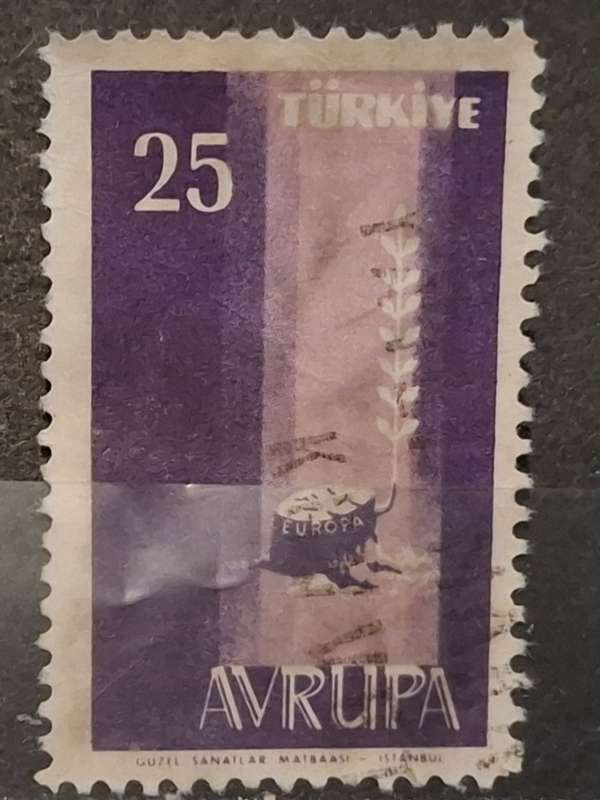 TÜRKİYE
25
EUROPA
AVRUPA
GÜZEL SANATLAR MATBAASI - İSTANBUL